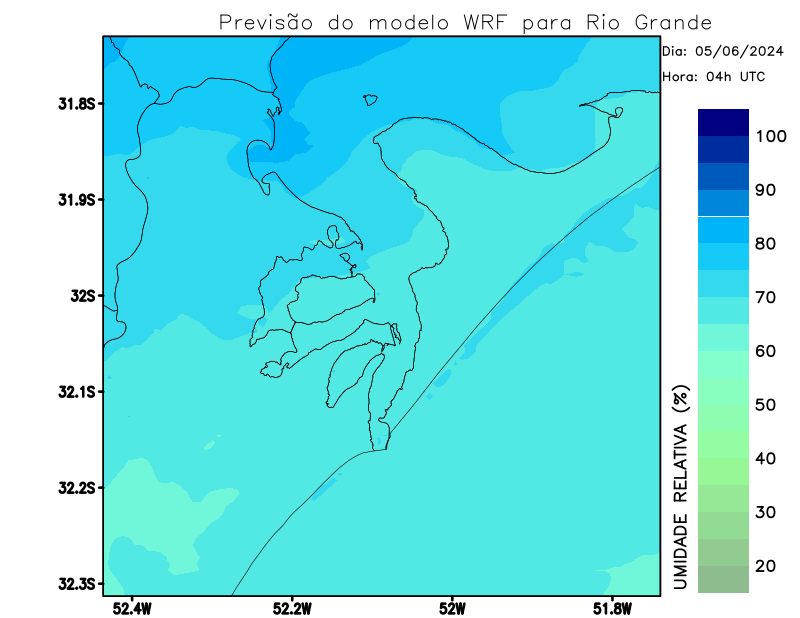 Previsão do modelo WRF para Rio Grande
Dia: 05/06/2024
Hora: 04h UTC
31.8S
31.9S
32S
32.1S
32.2S
32.3S
52.4W
52.2W
52W
51.8W
UMIDADE RELATIVA (%)
100
90
80
70
60
50
40
30
20